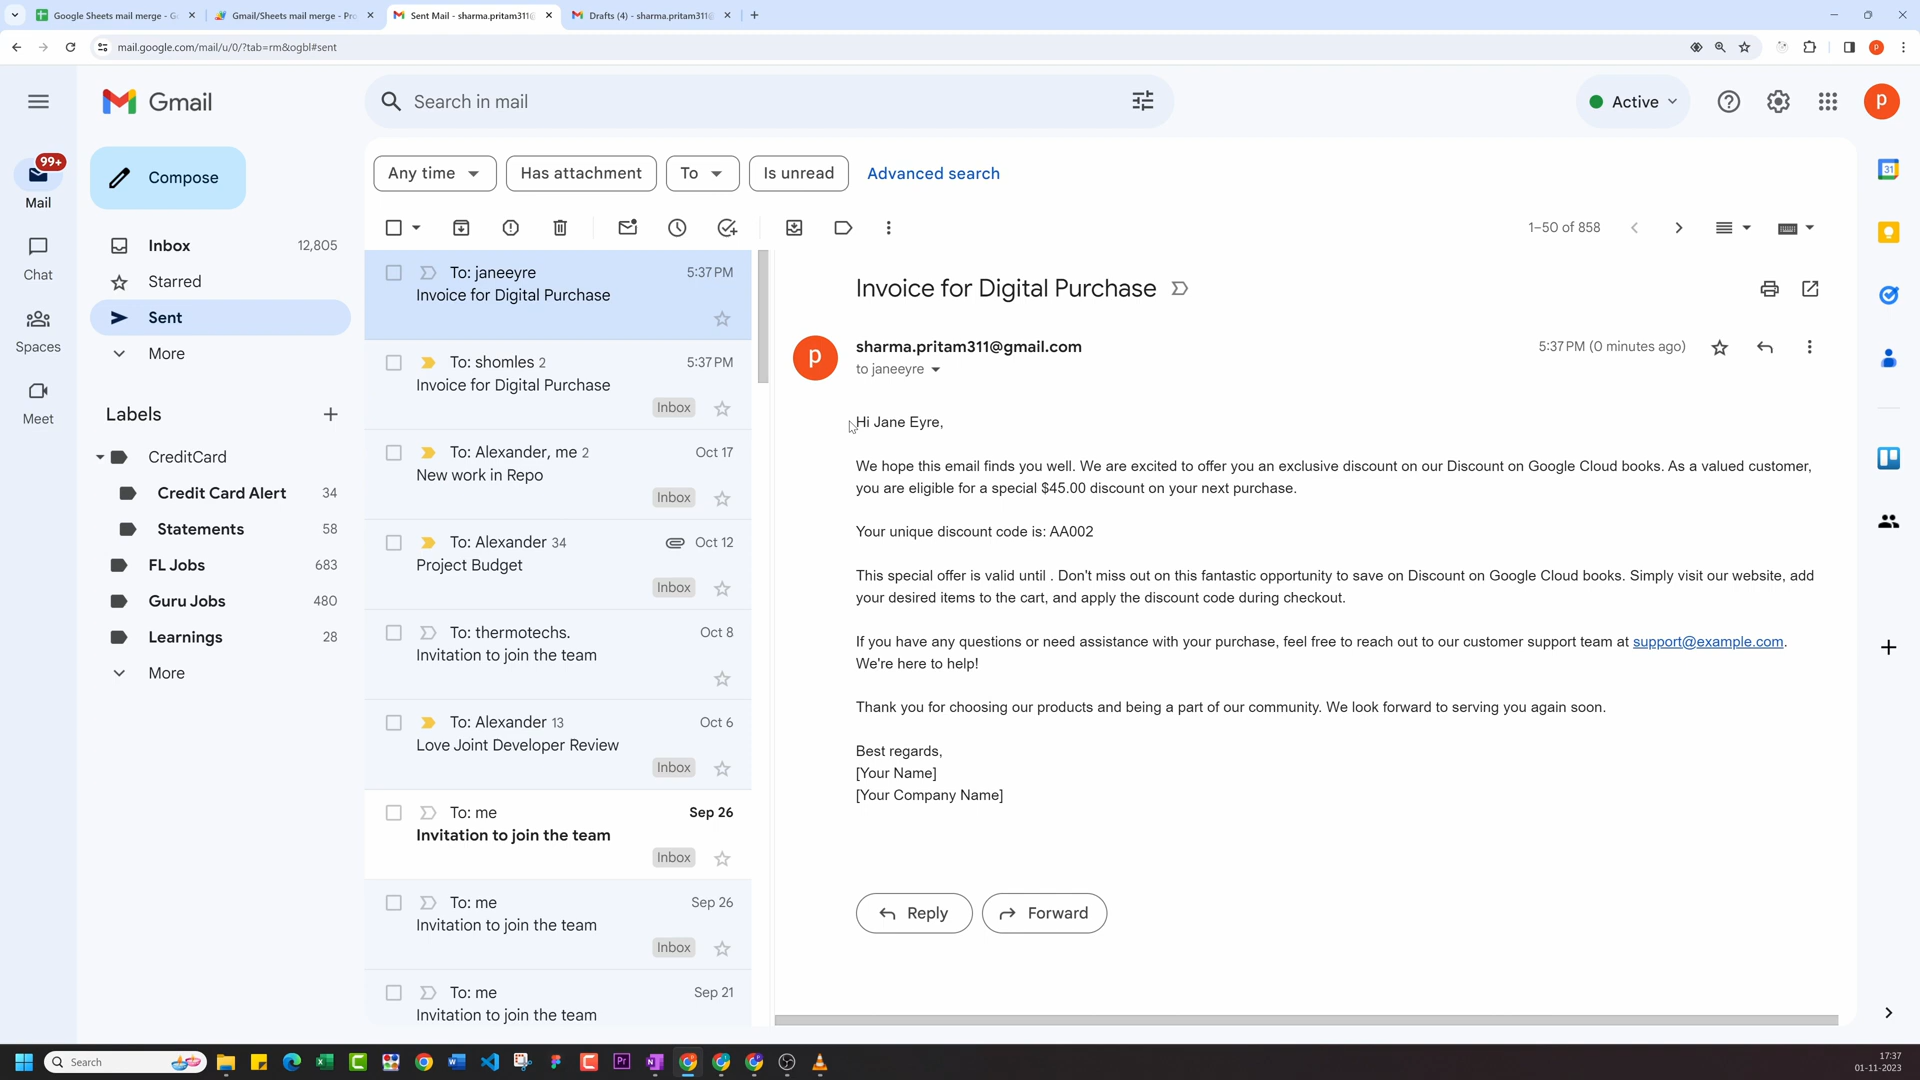 Google Sheets mail merge - G
Gmail/Sheets mail merge - Pro
Sent Mail - sharma.pritam311@
Drafts (4) - sharma.pritam311@
mail.google.com/mail/u/0/?tab=rm&ogbl#sent
P
Gmail
Search in mail
Active
p
99+
Mail
Chat
Spaces
Meet
Compose
Inbox 12,805
Starred
Sent
More
Labels
CreditCard
Credit Card Alert 34
Statements 58
FL Jobs 683
Guru Jobs 480
Learnings 28
More
Any time
Has attachment
To
Is unread
Advanced search
1–50 of 858
To: janeeyre 5:37 PM
Invoice for Digital Purchase
To: shomles 2 5:37 PM
Invoice for Digital Purchase
Inbox
To: Alexander, me 2 Oct 17
New work in Repo
Inbox
To: Alexander 34 Oct 12
Project Budget
Inbox
To: thermotechs. Oct 8
Invitation to join the team
To: Alexander 13 Oct 6
Love Joint Developer Review
Inbox
To: me Sep 26
Invitation to join the team
Inbox
To: me Sep 26
Invitation to join the team
Inbox
To: me Sep 21
Invitation to join the team
Invoice for Digital Purchase
p
sharma.pritam311@gmail.com
5:37 PM (0 minutes ago)
to janeeyre
Hi Jane Eyre,
We hope this email finds you well. We are excited to offer you an exclusive discount on our Discount on Google Cloud books. As a valued customer,
you are eligible for a special $45.00 discount on your next purchase.
Your unique discount code is: AA002
This special offer is valid until . Don't miss out on this fantastic opportunity to save on Discount on Google Cloud books. Simply visit our website, add
your desired items to the cart, and apply the discount code during checkout.
If you have any questions or need assistance with your purchase, feel free to reach out to our customer support team at support@example.com.
We're here to help!
Thank you for choosing our products and being a part of our community. We look forward to serving you again soon.
Best regards,
[Your Name]
[Your Company Name]
Reply
Forward
31
Search
Pr
17:37
01-11-2023